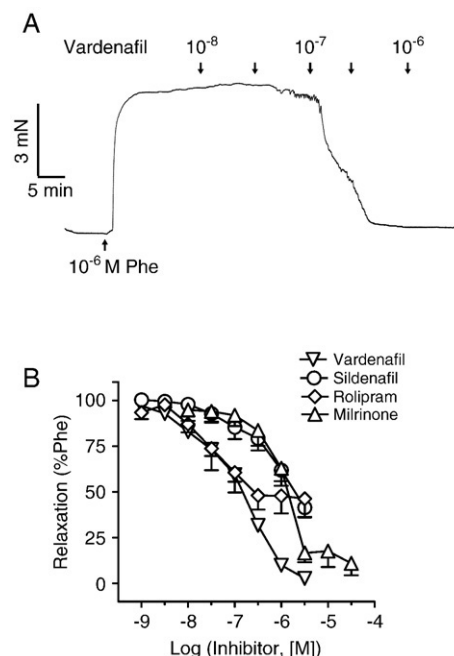 A
Vardenafil 10-8 10-7 10-6
3 mN
5 min
10-6 M Phe
B
Vardenafil
Sildenafil
Rolipram
Milrinone
Relaxation (%Phe)
100
75
50
25
0
-9 -8 -7 -6 -5 -4
Log (Inhibitor, [M])